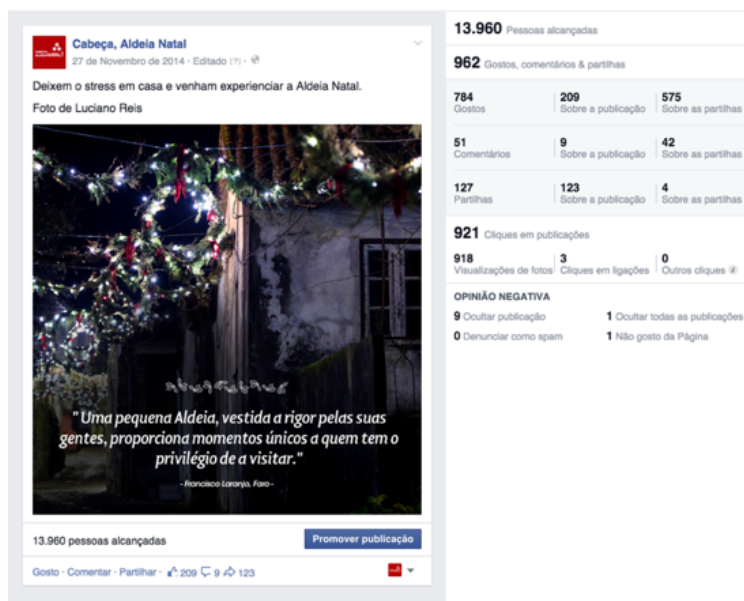 Cabeça, Aldeia Natal
27 de Novembro de 2014 · Editado [?] ·
Deixem o stress em casa e venham experienciar a Aldeia Natal.
Foto de Luciano Reis
"Uma pequena Aldeia, vestida a rigor pelas suas
gentes, proporciona momentos únicos a quem tem o
privilégio de a visitar."
- Francisco Laranjo, Faro -
13.960 pessoas alcançadas
Promover publicação
Gosto · Comentar · Partilhar · 209 9 123
13.960 Pessoas alcançadas
962 Gostos, comentários & partilhas
784 209 575
Gostos Sobre a publicação Sobre as partilhas
51 9 42
Comentários Sobre a publicação Sobre as partilhas
127 123 4
Partilhas Sobre a publicação Sobre as partilhas
921 Cliques em publicações
918 3 0
Visualizações de fotos Cliques em ligações Outros cliques
OPINIÃO NEGATIVA
9 Ocultar publicação 1 Ocultar todas as publicações
0 Denunciar como spam 1 Não gosto da Página